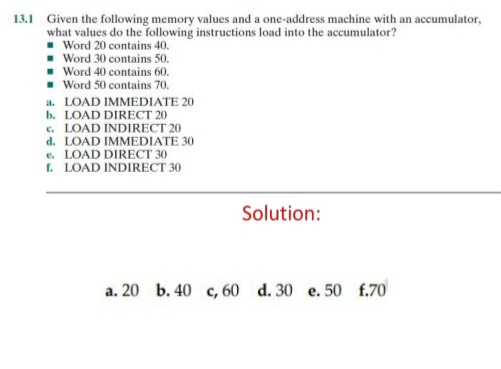 13.1 Given the following memory values and a one-address machine with an accumulator,
what values do the following instructions load into the accumulator?
■ Word 20 contains 40.
■ Word 30 contains 50.
■ Word 40 contains 60.
■ Word 50 contains 70.
a. LOAD IMMEDIATE 20
b. LOAD DIRECT 20
c. LOAD INDIRECT 20
d. LOAD IMMEDIATE 30
e. LOAD DIRECT 30
f. LOAD INDIRECT 30
Solution:
a. 20 b. 40 c, 60 d. 30 e. 50 f.70